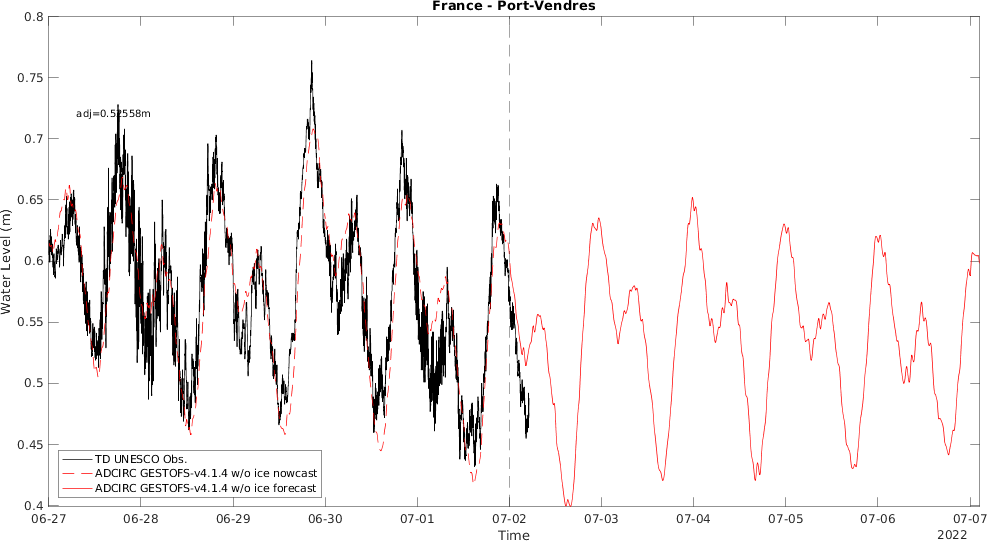 France - Port-Vendres
0.8
0.75
0.7
0.65
0.6
0.55
0.5
0.45
0.4
Water Level (m)
adj=0.52558m
TD UNESCO Obs.
ADCIRC GESTOFS-v4.1.4 w/o ice nowcast
ADCIRC GESTOFS-v4.1.4 w/o ice forecast
06-27 06-28 06-29 06-30 07-01 07-02 07-03 07-04 07-05 07-06 07-07
Time
2022